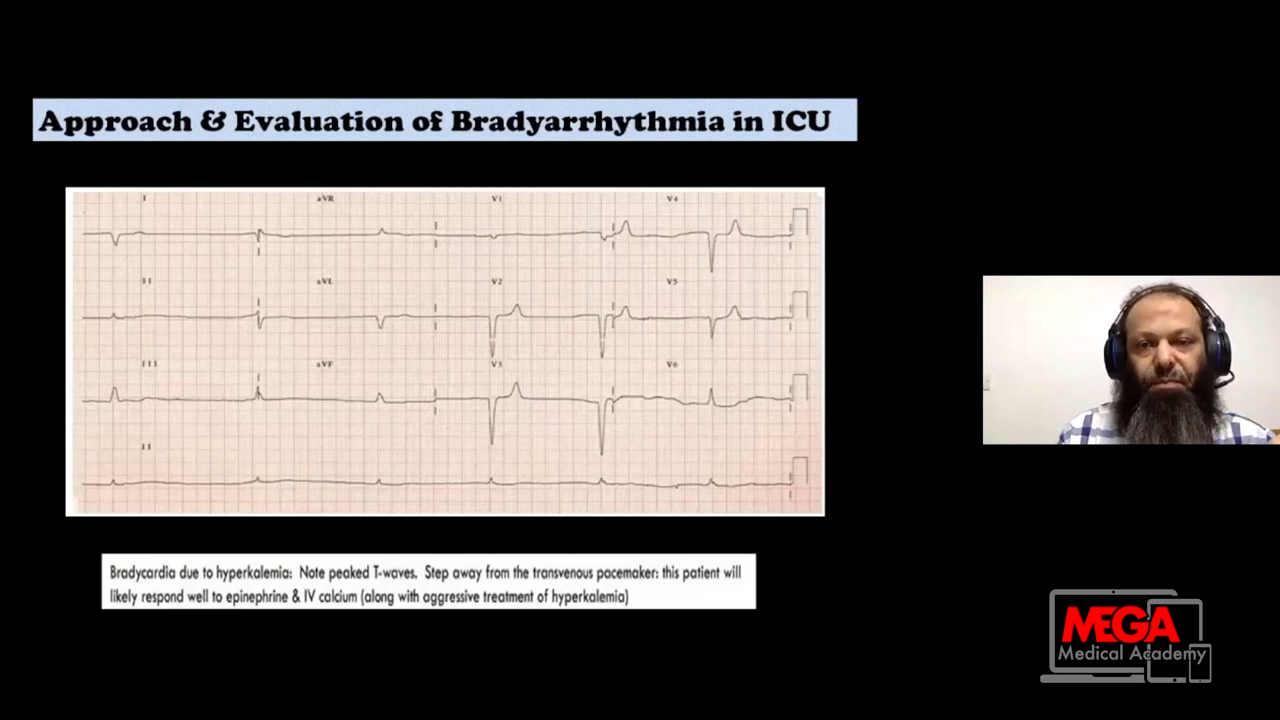 Approach & Evaluation of Bradyarrhythmia in ICU
I aVR V1 V4
II aVL V2 V5
III aVF V3 V6
II
Bradycardia due to hyperkalemia: Note peaked T-waves. Step away from the transvenous pacemaker: this patient will
likely respond well to epinephrine & IV calcium (along with aggressive treatment of hyperkalemia)
MEGA
Medical Academy